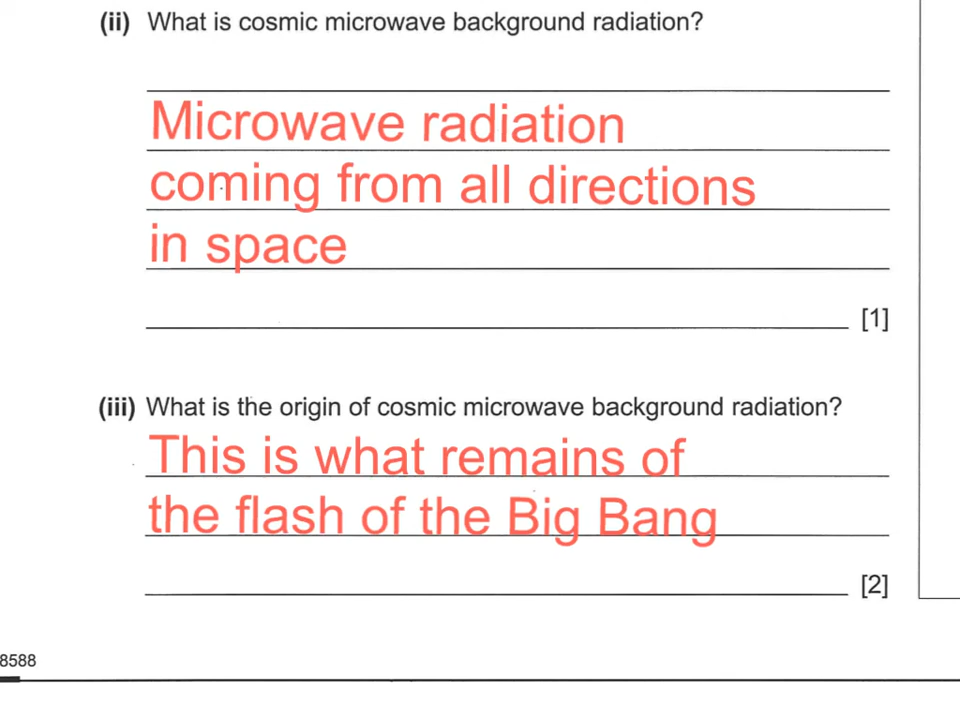 (ii) What is cosmic microwave background radiation?
Microwave radiation
coming from all directions
in space
[1]
(iii) What is the origin of cosmic microwave background radiation?
This is what remains of
the flash of the Big Bang
[2]
8588